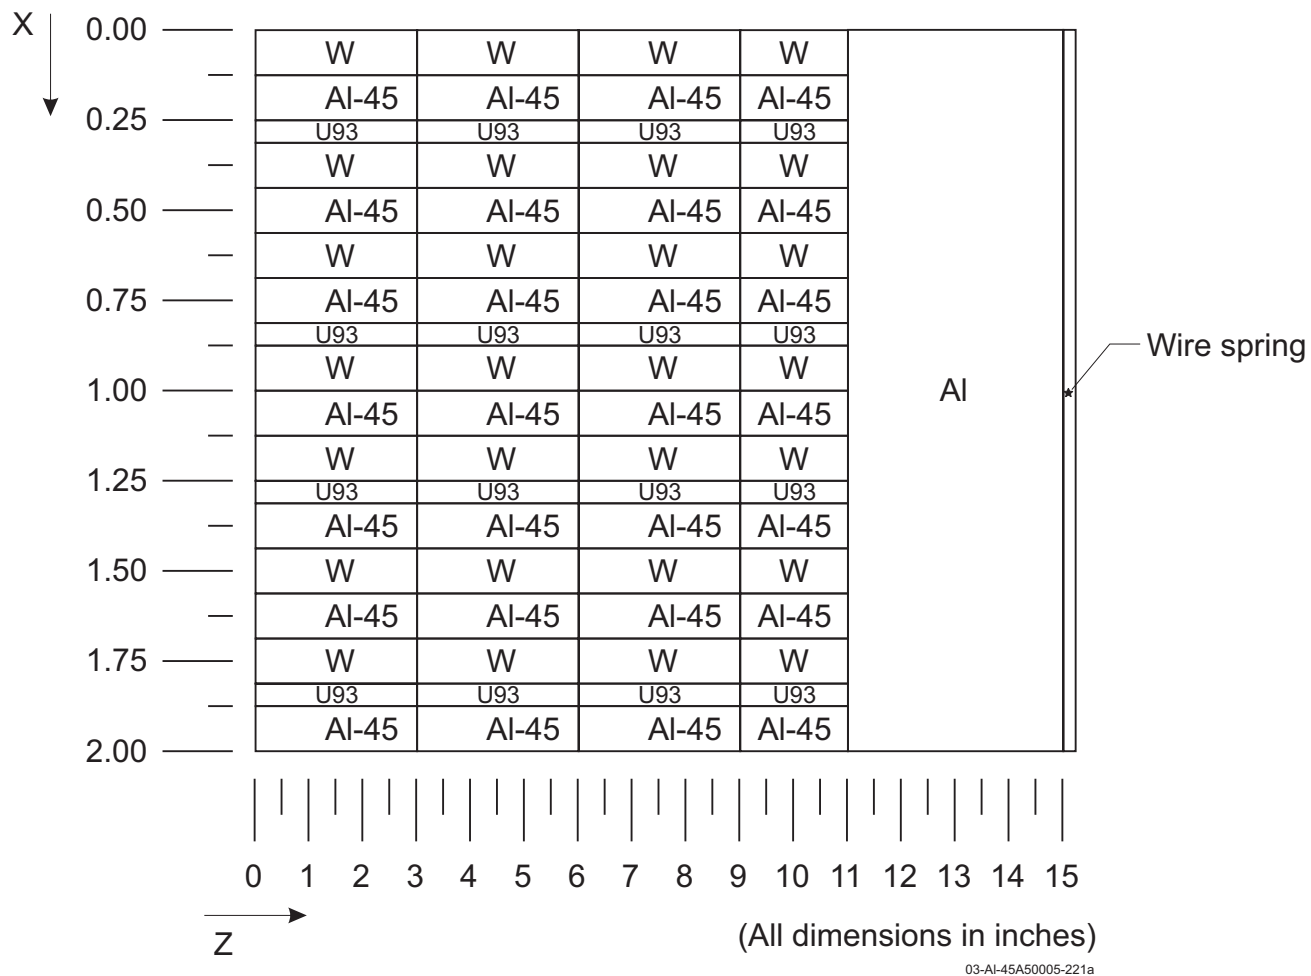 X
0.00
W W W W
Al-45 Al-45 Al-45 Al-45
0.25
U93 U93 U93 U93
W W W W
0.50
Al-45 Al-45 Al-45 Al-45
W W W W
0.75
Al-45 Al-45 Al-45 Al-45
U93 U93 U93 U93
Wire spring
W W W W
1.00
Al
Al-45 Al-45 Al-45 Al-45
W W W W
1.25
U93 U93 U93 U93
Al-45 Al-45 Al-45 Al-45
1.50
W W W W
Al-45 Al-45 Al-45 Al-45
1.75
W W W W
U93 U93 U93 U93
Al-45 Al-45 Al-45 Al-45
2.00
0 1 2 3 4 5 6 7 8 9 10 11 12 13 14 15
Z
(All dimensions in inches)
03-Al-45A50005-221a